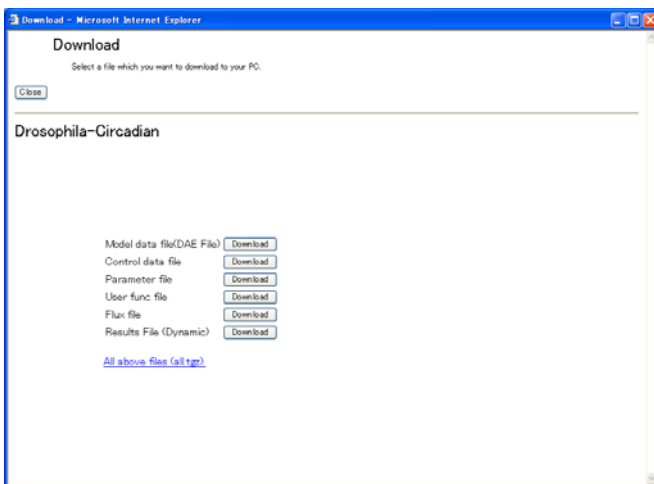 Download - Microsoft Internet Explorer
Download
Select a file which you want to download to your PC.
Close
Drosophila-Circadian
Model data file(DAE File) Download
Control data file Download
Parameter file Download
User func file Download
Flux file Download
Results File (Dynamic) Download
All above files (all.tgz)